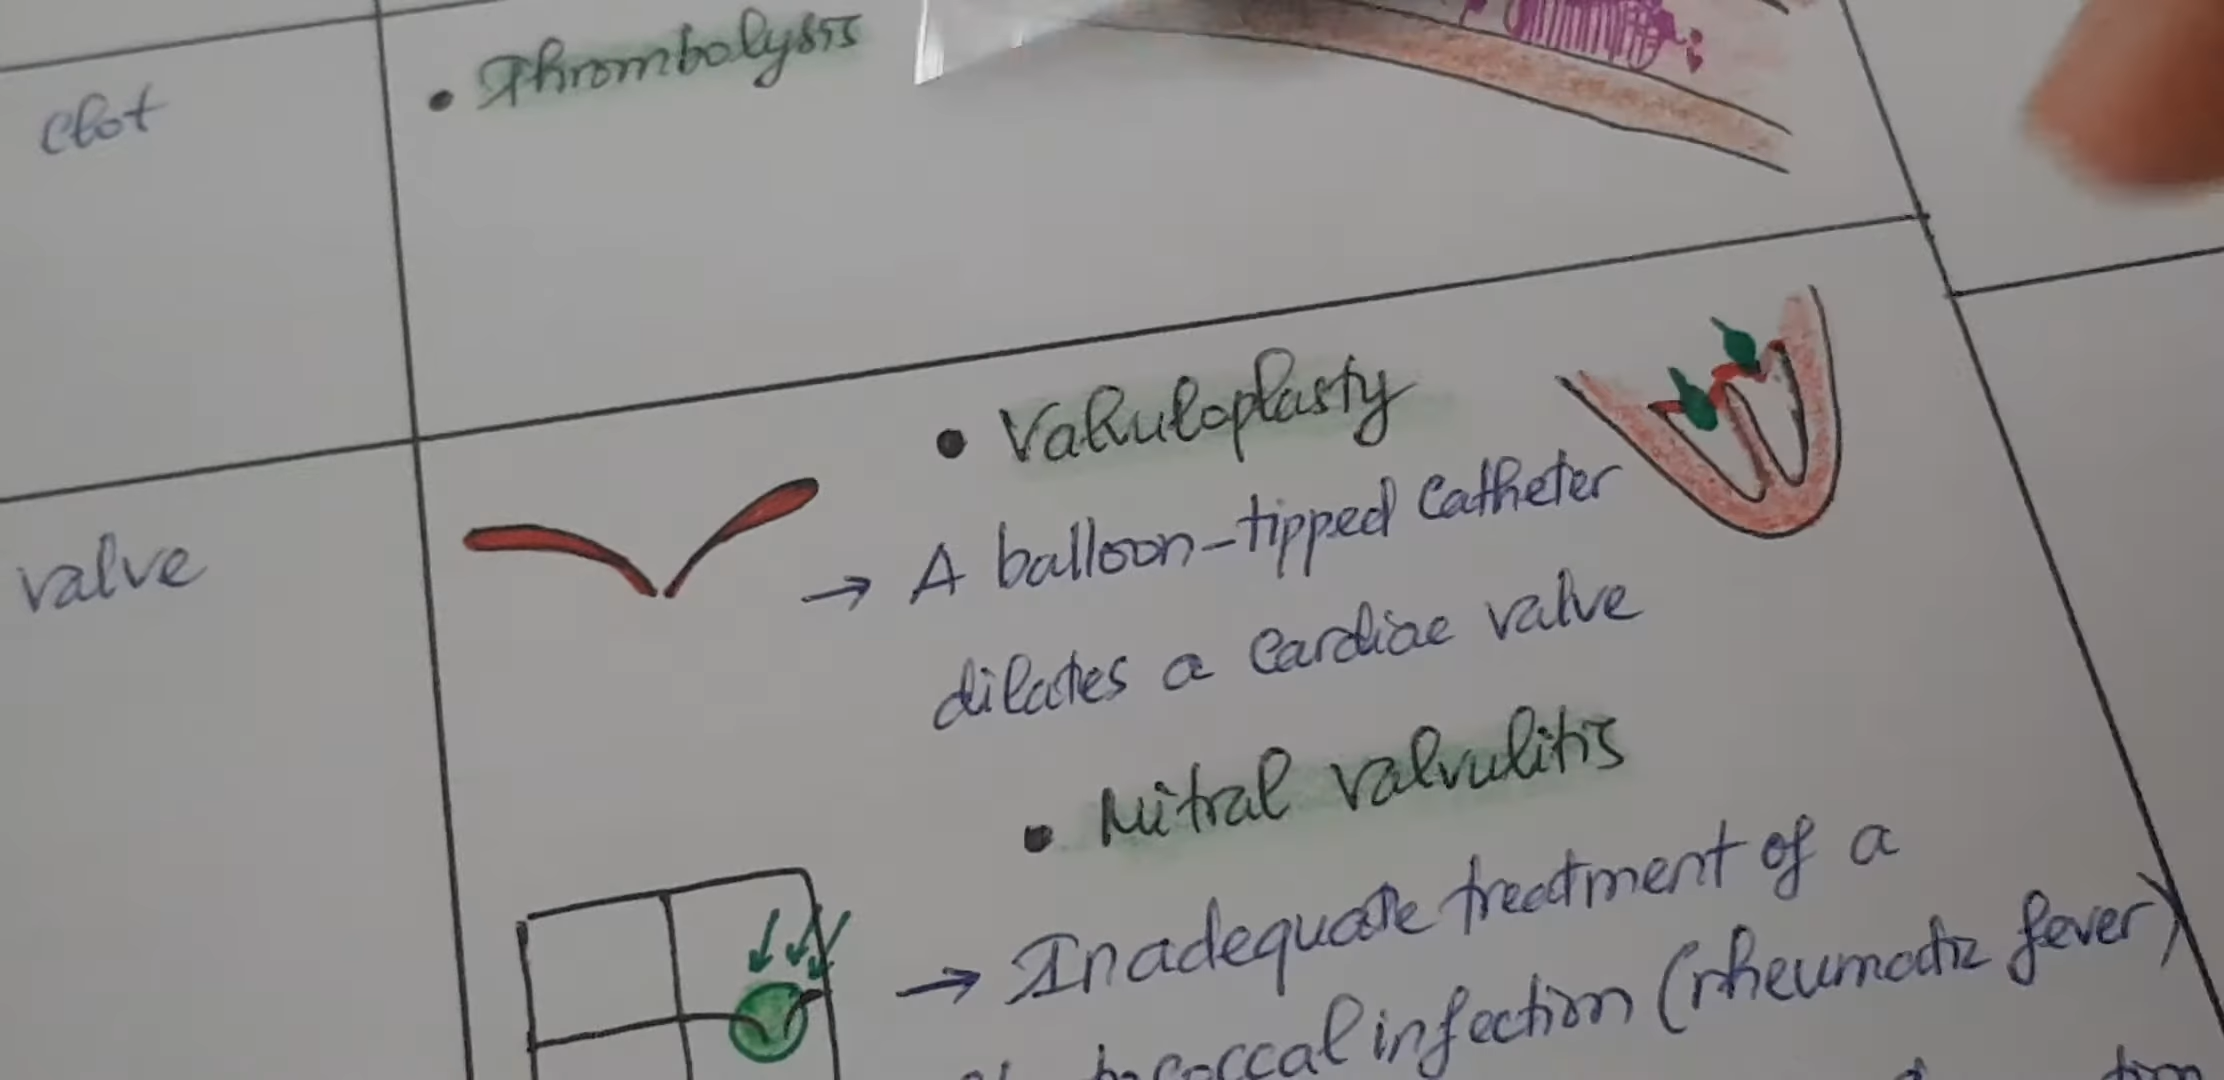 clot
• Thrombolysis
valve
• Valvuloplasty
→ A balloon-tipped catheter
dilates a cardiac valve
• Mitral valvulitis
→ Inadequate treatment of a
infection (rheumatic fever)